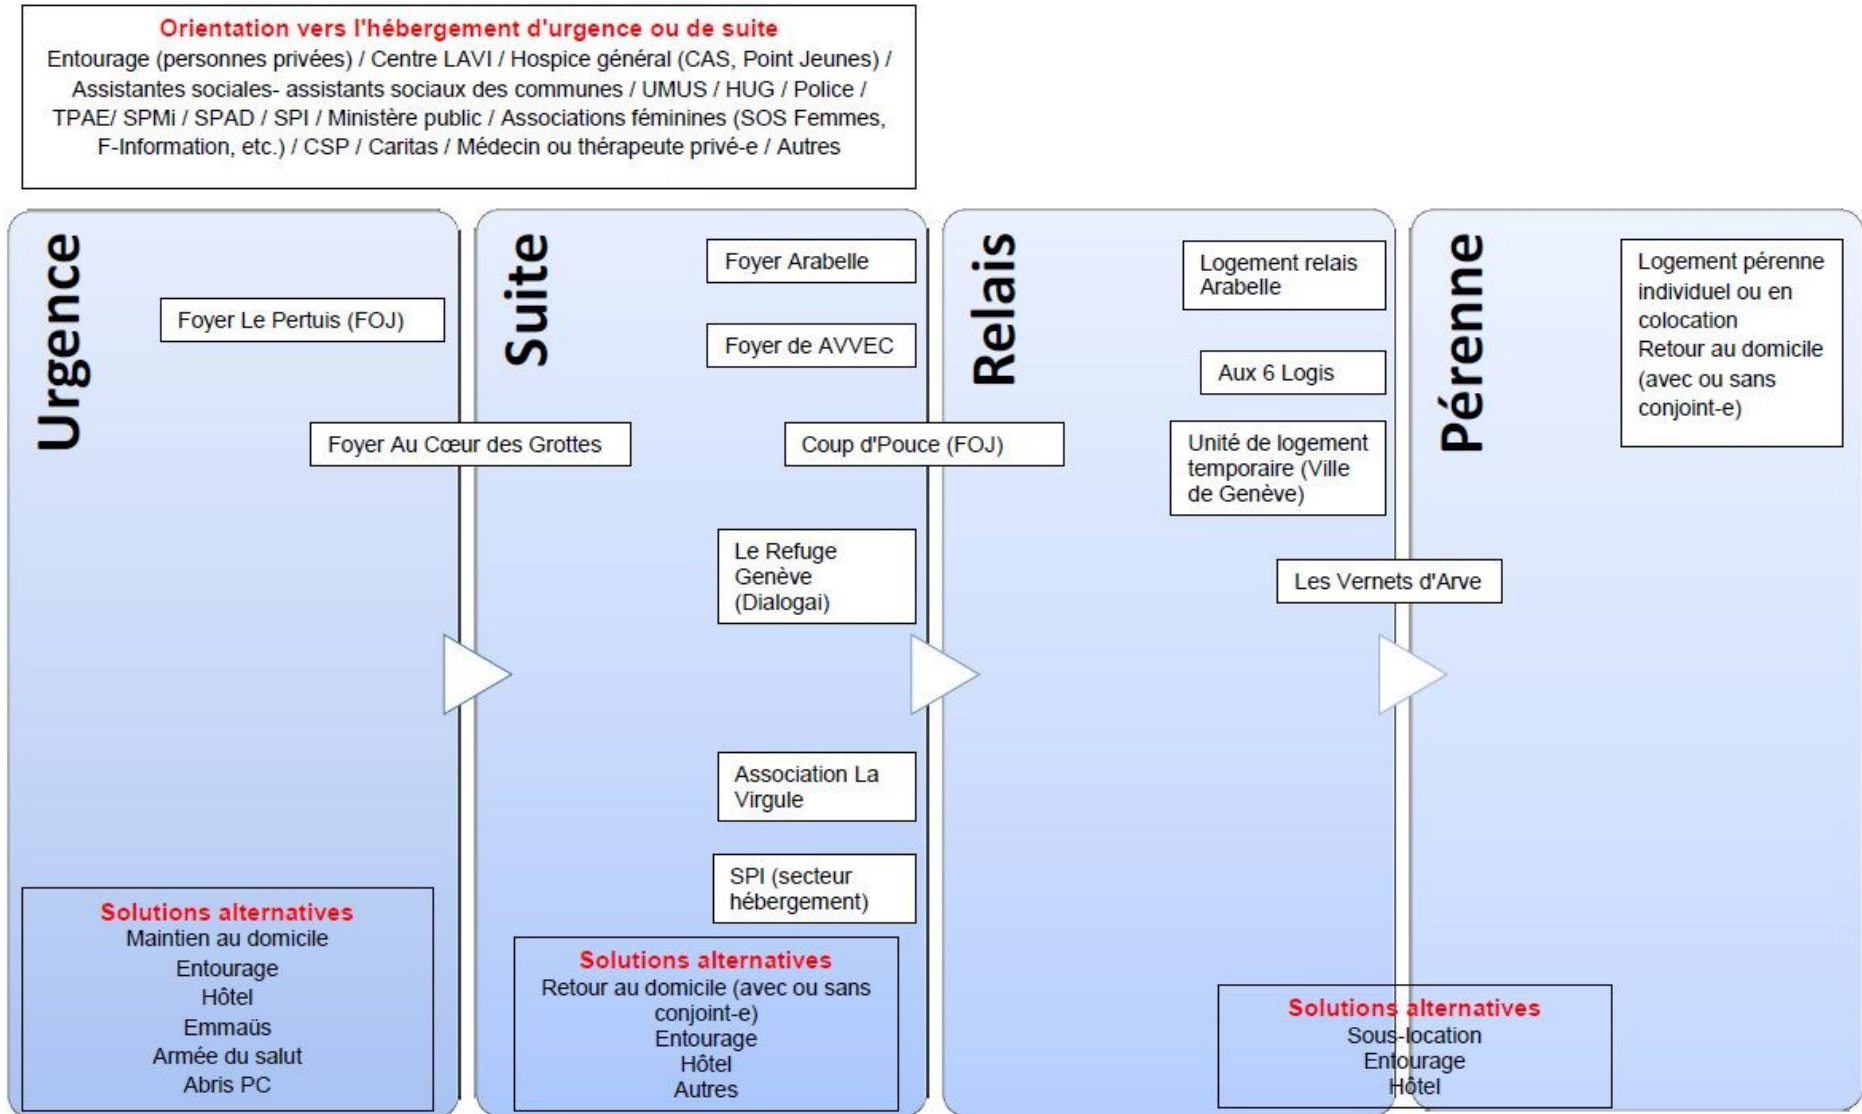 Orientation vers l'hébergement d'urgence ou de suite
Entourage (personnes privées) / Centre LAVI / Hospice général (CAS, Point Jeunes) /
Assistantes sociales- assistants sociaux des communes / UMUS / HUG / Police /
TPAE/ SPMi / SPAD / SPI / Ministère public / Associations féminines (SOS Femmes,
F-Information, etc.) / CSP / Caritas / Médecin ou thérapeute privé-e / Autres
Urgence
Foyer Le Pertuis (FOJ)
Foyer Au Cœur des Grottes
Solutions alternatives
Maintien au domicile
Entourage
Hôtel
Emmaüs
Armée du salut
Abris PC
Suite
Foyer Arabelle
Foyer de AVVEC
Coup d'Pouce (FOJ)
Le Refuge
Genève
(Dialogai)
Association La
Virgule
SPI (secteur
hébergement)
Solutions alternatives
Retour au domicile (avec ou sans
conjoint-e)
Entourage
Hôtel
Autres
Relais
Logement relais
Arabelle
Aux 6 Logis
Unité de logement
temporaire (Ville
de Genève)
Les Vernets d'Arve
Solutions alternatives
Sous-location
Entourage
Hôtel
Pérenne
Logement pérenne
individuel ou en
colocation
Retour au domicile
(avec ou sans
conjoint-e)